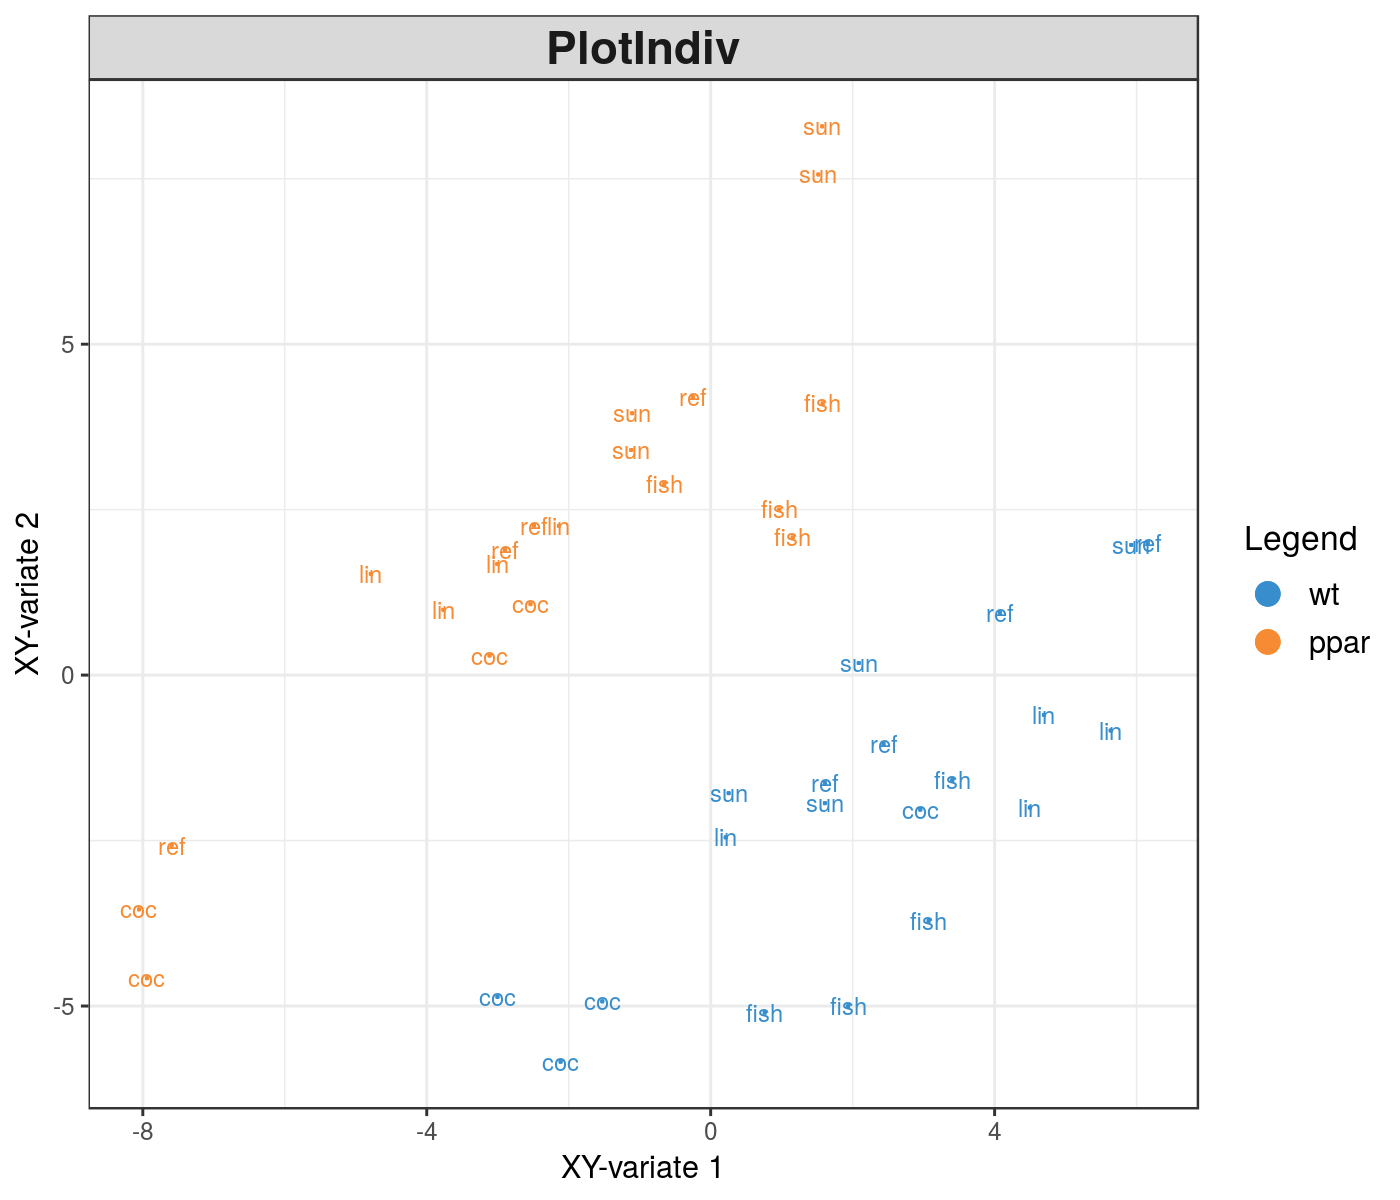 PlotIndiv
sun
sun
5
ref
sun
fish
sun
fish
fish
reflin
fish
sun ref
ref
lin
lin
coc
lin
ref
coc
sun
0
lin
lin
ref
fish
ref
sun
sun
coc
lin
lin
ref
coc
fish
coc
coc
coc
-5
fish
fish
coc
-8 -4 0 4
XY-variate 1
XY-variate 2
Legend
wt
ppar